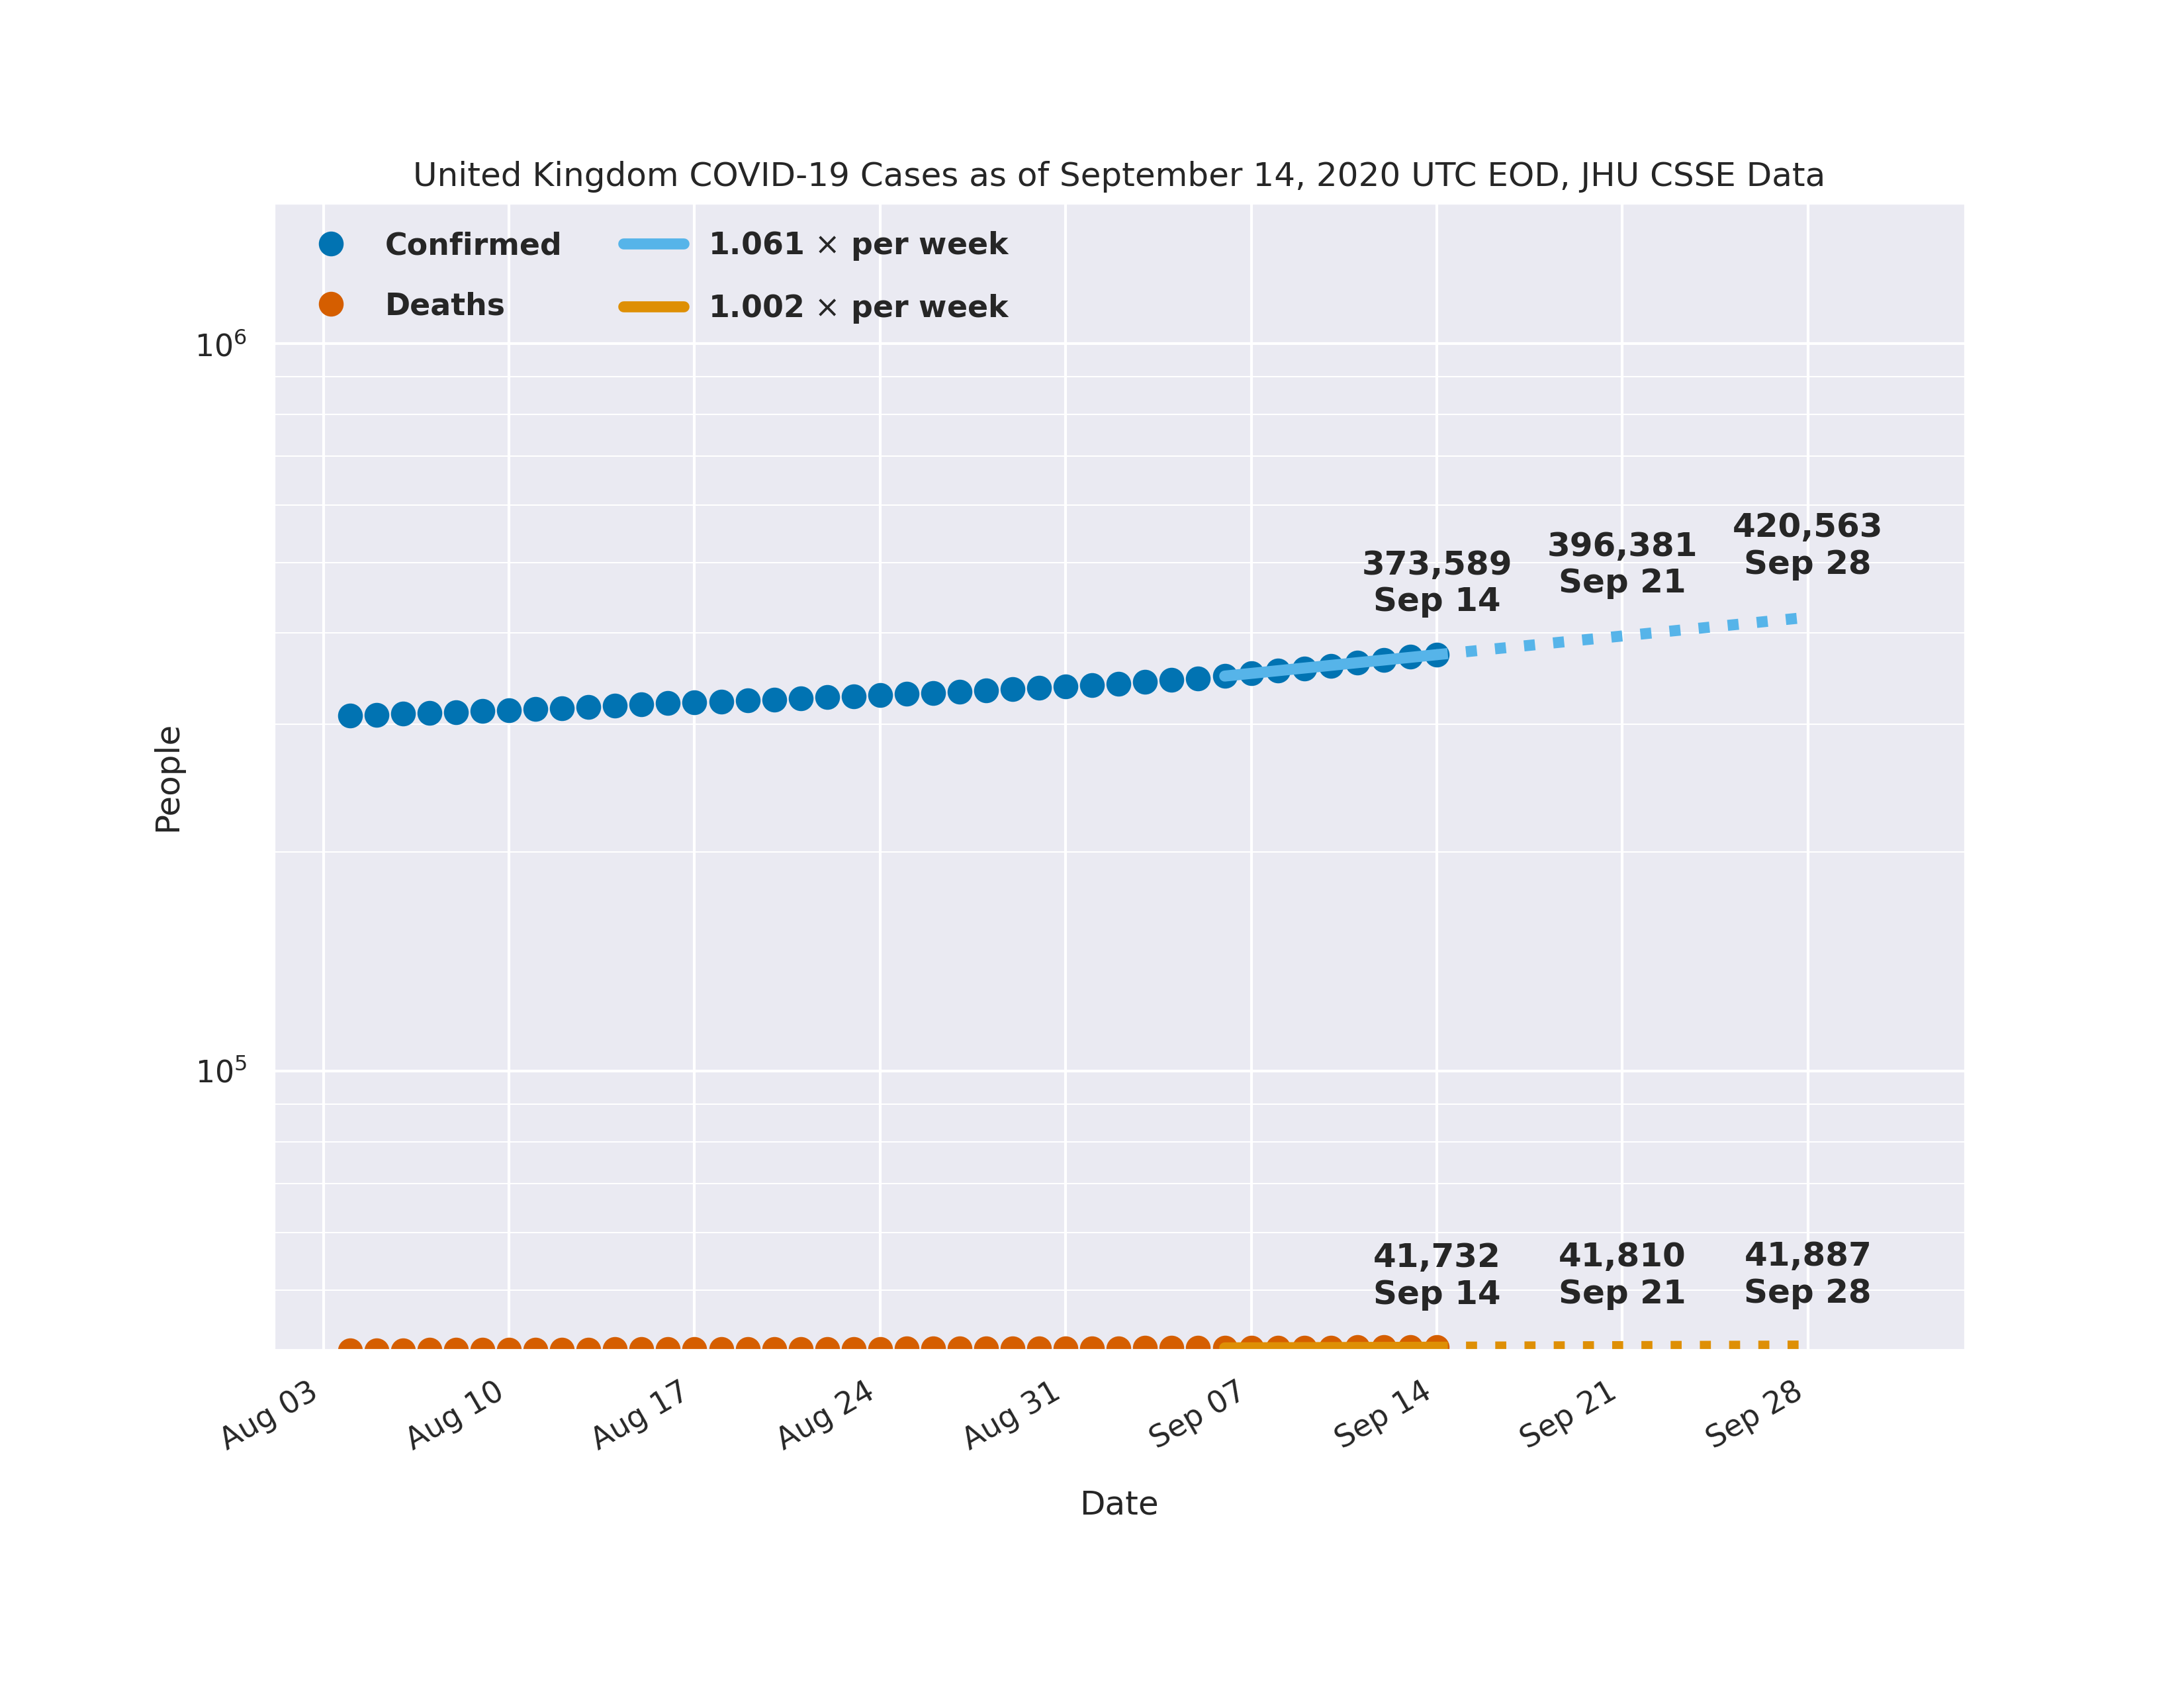 United Kingdom COVID-19 Cases as of September 14, 2020 UTC EOD, JHU CSSE Data
Confirmed
Deaths
1.061 × per week
1.002 × per week
10⁶
10⁵
People
373,589
Sep 14
396,381
Sep 21
420,563
Sep 28
41,732
Sep 14
41,810
Sep 21
41,887
Sep 28
Aug 03
Aug 10
Aug 17
Aug 24
Aug 31
Sep 07
Sep 14
Sep 21
Sep 28
Date